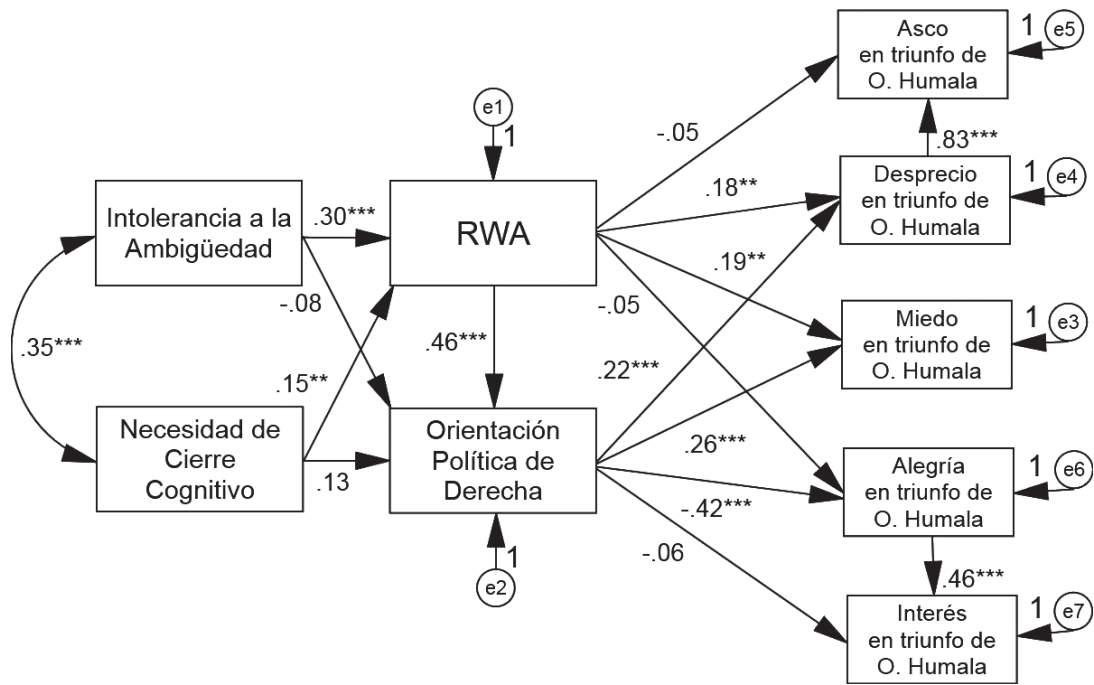 Asco
en triunfo de
O. Humala
1
e5
e1
1
-.05
.83***
Intolerancia a la
Ambigüedad
.30***
RWA
.18**
Desprecio
en triunfo de
O. Humala
1
e4
.19**
-.08
-.05
.35***
.46***
Miedo
en triunfo de
O. Humala
1
e3
.15**
.22***
Necesidad de
Cierre
Cognitivo
.13
Orientación
Política de
Derecha
.26***
Alegría
en triunfo de
O. Humala
1
e6
-.42***
-.06
1
e2
.46***
Interés
en triunfo de
O. Humala
1
e7